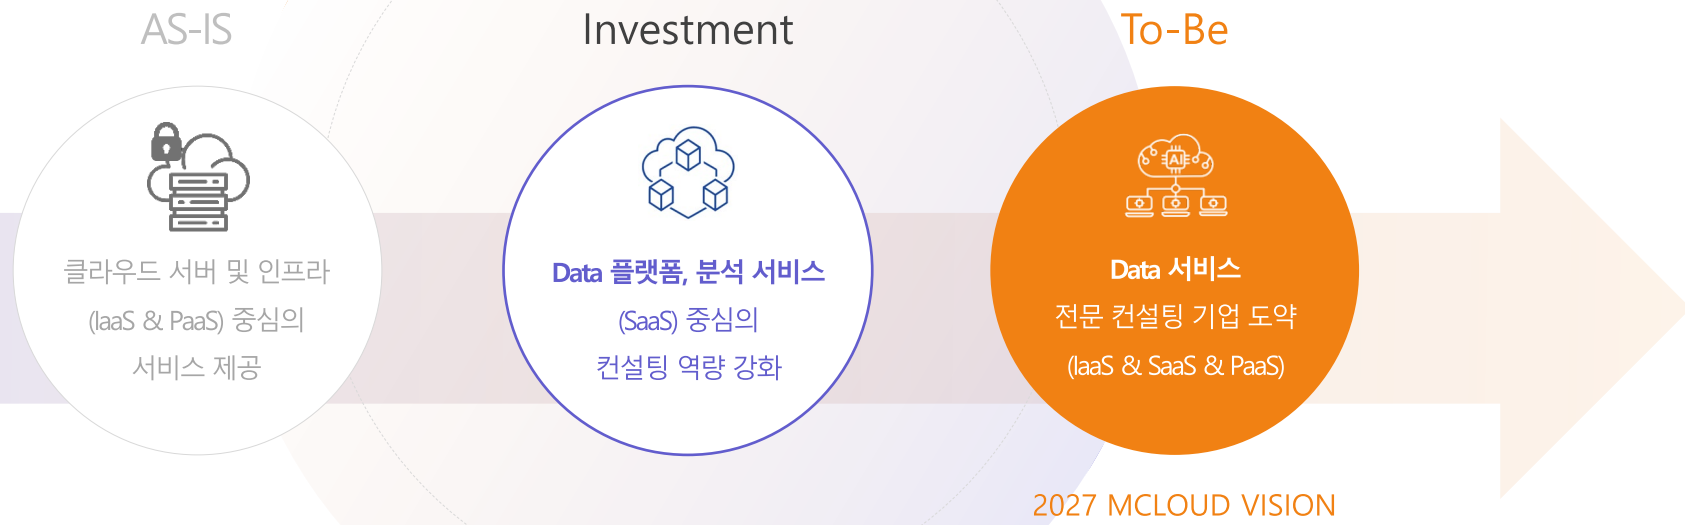 AS-IS
Investment
To-Be
클라우드 서버 및 인프라
(IaaS & PaaS) 중심의
서비스 제공
Data 플랫폼, 분석 서비스
(SaaS) 중심의
컨설팅 역량 강화
AI
Data 서비스
전문 컨설팅 기업 도약
(IaaS & SaaS & PaaS)
2027 MCLOUD VISION